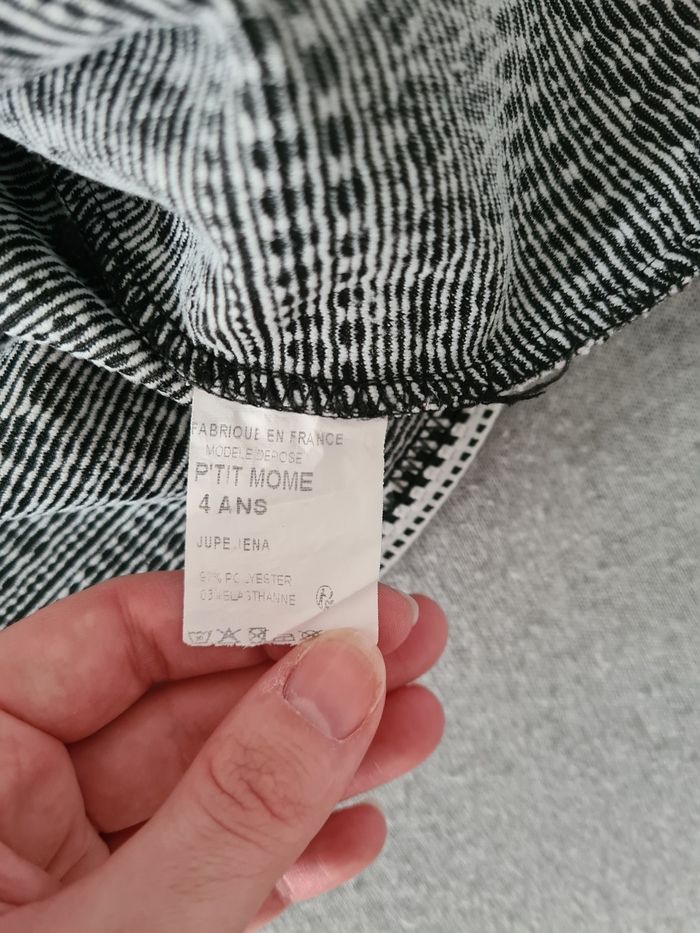 FABRIQUE EN FRANCE
MODELE DEPOSE
P'TIT MOME
4 ANS
JUPE IENA
97% POLYESTER
03%ELASTHANNE